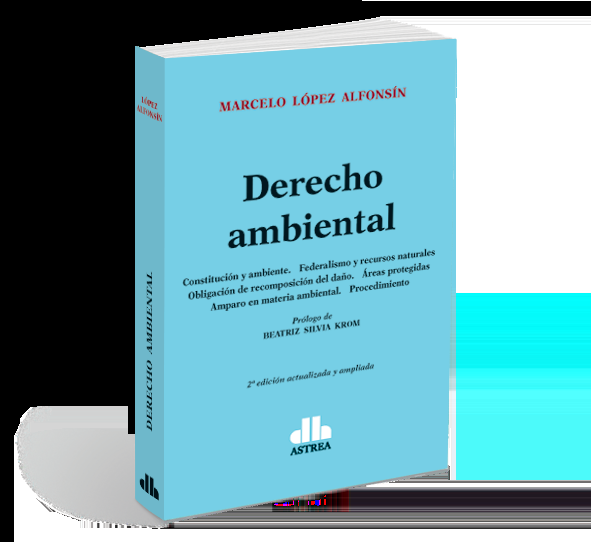 LÓPEZ
ALFONSÍN
DERECHO AMBIENTAL
MARCELO LÓPEZ ALFONSÍN
Derecho
ambiental
Constitución y ambiente. Federalismo y recursos naturales
Obligación de recomposición del daño. Áreas protegidas
Amparo en materia ambiental. Procedimiento
Prólogo de
BEATRIZ SILVIA KROM
2ª edición actualizada y ampliada
ASTREA